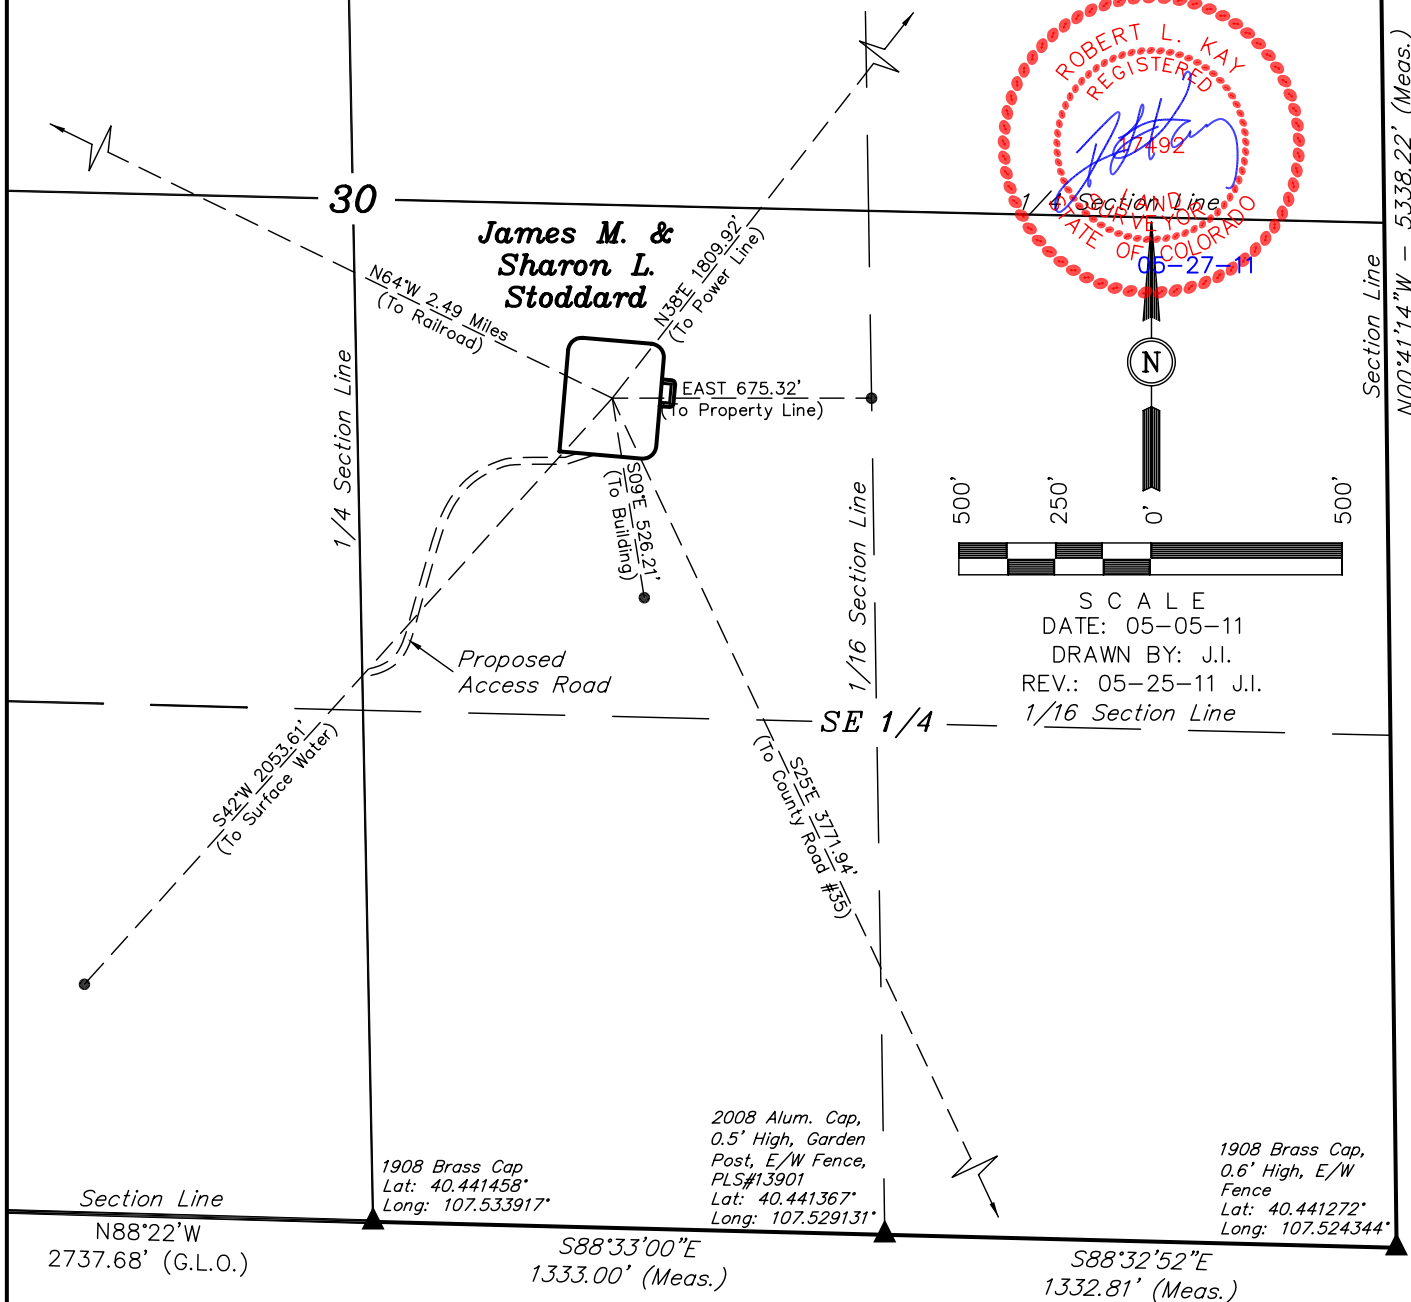 ROBERT L. KAY
REGISTERED
17492
LAND
SURVEYOR
STATE OF COLORADO
1/4 Section Line
N00°41'14"W - 5338.22' (Meas.)
Section Line
30
James M. &
Sharon L.
Stoddard
N64°W 2.49 Miles
(To Railroad)
N38°E 1809.92'
(To Power Line)
EAST 675.32'
(To Property Line)
S09°E 526.21'
(To Building)
1/4 Section Line
1/16 Section Line
N
500'
250'
0'
500'
SCALE
DATE: 05-05-11
DRAWN BY: J.I.
REV.: 05-25-11 J.I.
1/16 Section Line
Proposed
Access Road
SE 1/4
S42°W 2053.61'
(To Surface Water)
S25°E 3771.94'
(To County Road #35)
1908 Brass Cap
Lat: 40.441458°
Long: 107.533917°
2008 Alum. Cap,
0.5' High, Garden
Post, E/W Fence,
PLS#13901
Lat: 40.441367°
Long: 107.529131°
1908 Brass Cap,
0.6' High, E/W
Fence
Lat: 40.441272°
Long: 107.524344°
Section Line
N88°22'W
2737.68' (G.L.O.)
S88°33'00"E
1333.00' (Meas.)
S88°32'52"E
1332.81' (Meas.)